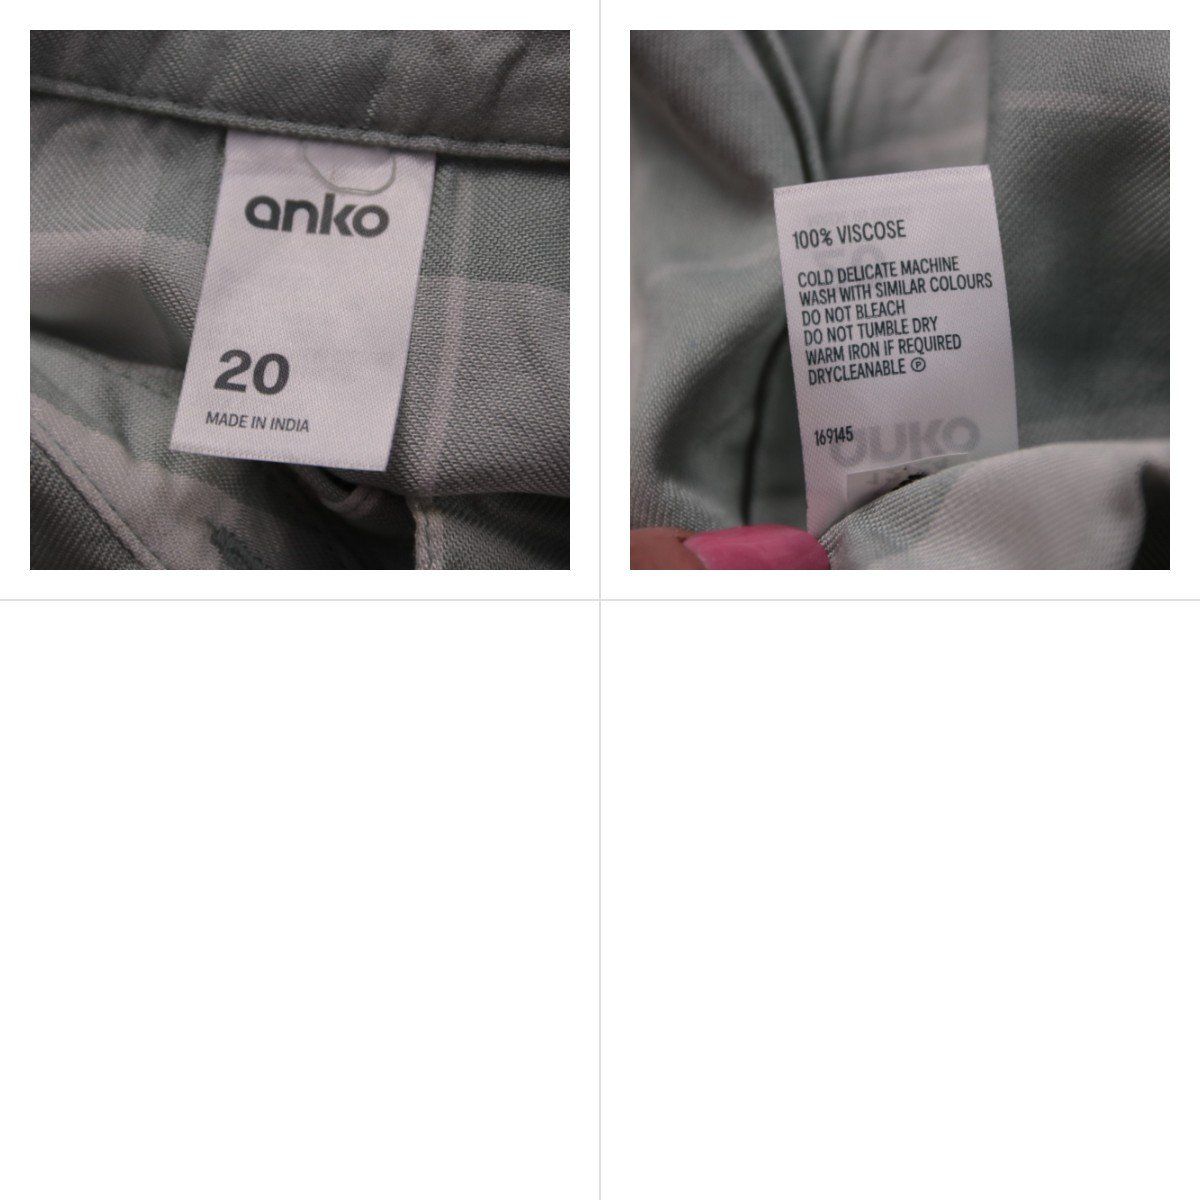 anko
20
MADE IN INDIA
100% VISCOSE
COLD DELICATE MACHINE
WASH WITH SIMILAR COLOURS
DO NOT BLEACH
DO NOT TUMBLE DRY
WARM IRON IF REQUIRED
DRYCLEANABLE Ⓟ
169145